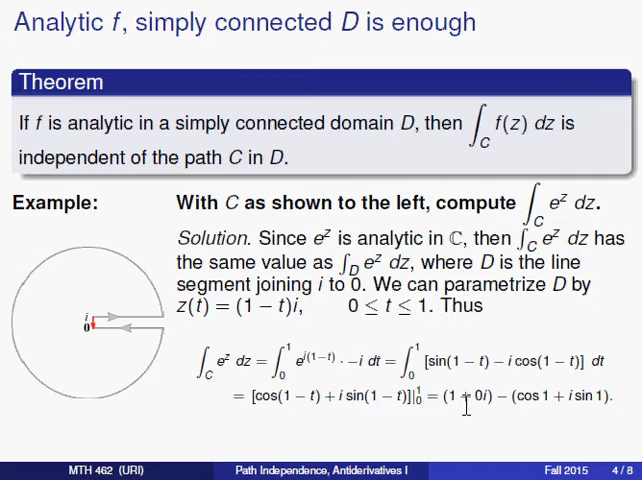 Analytic f, simply connected D is enough
Theorem
If f is analytic in a simply connected domain D, then ∫_C f(z) dz is
independent of the path C in D.
Example:
With C as shown to the left, compute ∫_C e^z dz.
Solution. Since e^z is analytic in ℂ, then ∫_C e^z dz has
the same value as ∫_D e^z dz, where D is the line
segment joining i to 0. We can parametrize D by
z(t) = (1 − t)i, 0 ≤ t ≤ 1. Thus
i
0
∫_C e^z dz = ∫_0^1 e^{i(1−t)} · −i dt = ∫_0^1 [sin(1 − t) − i cos(1 − t)] dt
= [cos(1 − t) + i sin(1 − t)]|_0^1 = (1 + 0i) − (cos 1 + i sin 1).
MTH 462 (URI) Path Independence, Antiderivatives I Fall 2015 4 / 8